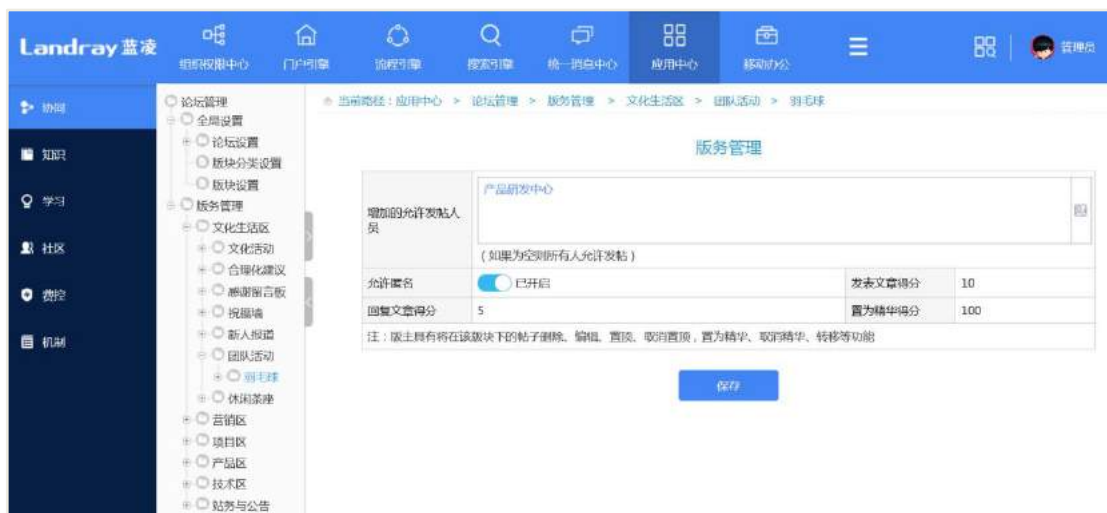 Landray 蓝凌
组织权限中心
门户引擎
流程引擎
搜索引擎
统一消息中心
应用中心
移动办公
管理员
协同
知识
学习
社区
费控
机制
论坛管理
全局设置
论坛设置
版块分类设置
版块设置
版务管理
文化生活区
文化活动
合理化建议
感谢留言板
祝福墙
新人报道
团队活动
羽毛球
休闲茶座
营销区
项目区
产品区
技术区
站务与公告
当前路径：应用中心 > 论坛管理 > 版务管理 > 文化生活区 > 团队活动 > 羽毛球
版务管理
增加的允许发帖人员
产品研发中心
（如果为空则所有人允许发帖）
允许匿名 已开启 发表文章得分 10
回复文章得分 5 置为精华得分 100
注：版主具有将在该版块下的帖子删除、编辑、置顶、取消置顶，置为精华、取消精华、转移等功能
保存